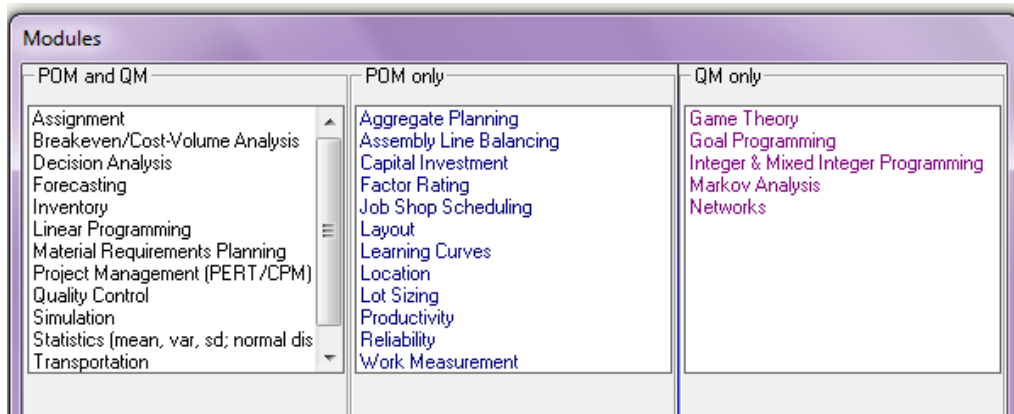 Modules
POM and QM
Assignment
Breakeven/Cost-Volume Analysis
Decision Analysis
Forecasting
Inventory
Linear Programming
Material Requirements Planning
Project Management (PERT/CPM)
Quality Control
Simulation
Statistics (mean, var, sd; normal dis
Transportation
POM only
Aggregate Planning
Assembly Line Balancing
Capital Investment
Factor Rating
Job Shop Scheduling
Layout
Learning Curves
Location
Lot Sizing
Productivity
Reliability
Work Measurement
QM only
Game Theory
Goal Programming
Integer & Mixed Integer Programming
Markov Analysis
Networks